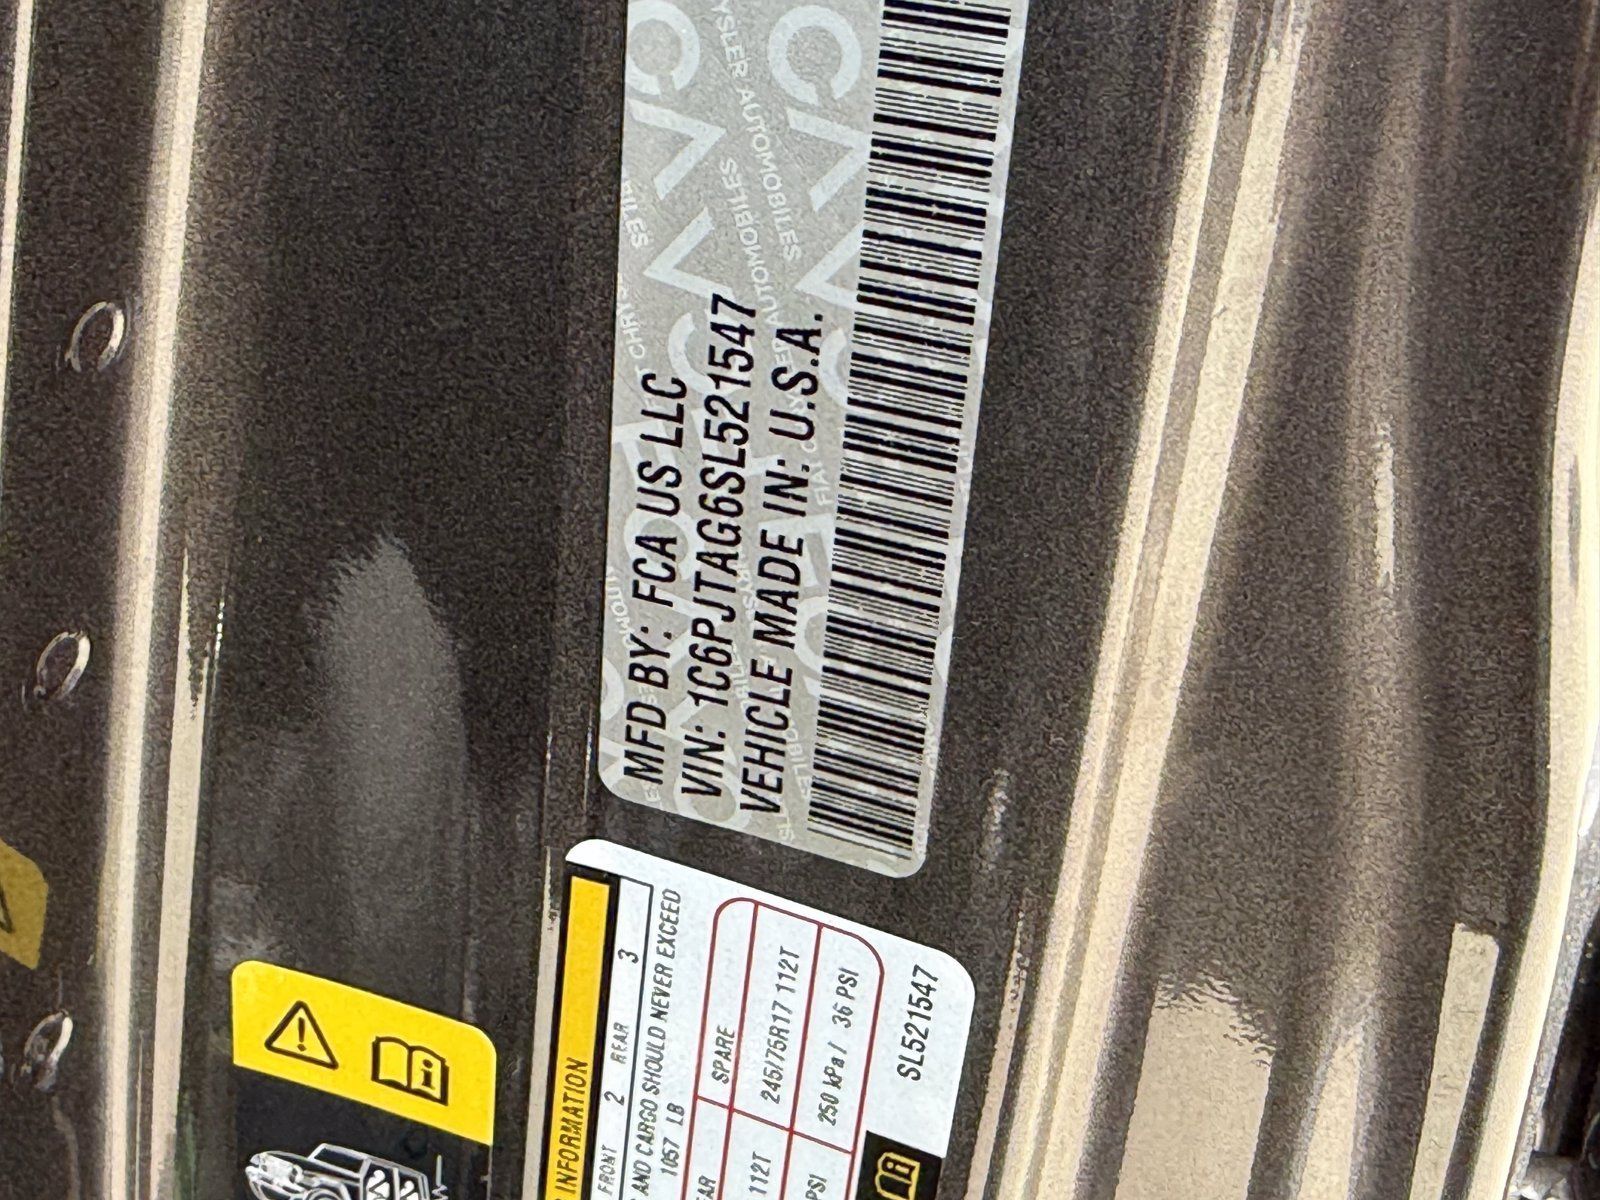 MFD BY: FCA US LLC
VIN: 1C6PJTAG6SL521547
VEHICLE MADE IN: U.S.A.
INFORMATION
FRONT 2 REAR 3
AND CARGO SHOULD NEVER EXCEED
1057 LB
SPARE
112T 245/75R17 112T
PSI 250 kPa / 36 PSI
SL521547